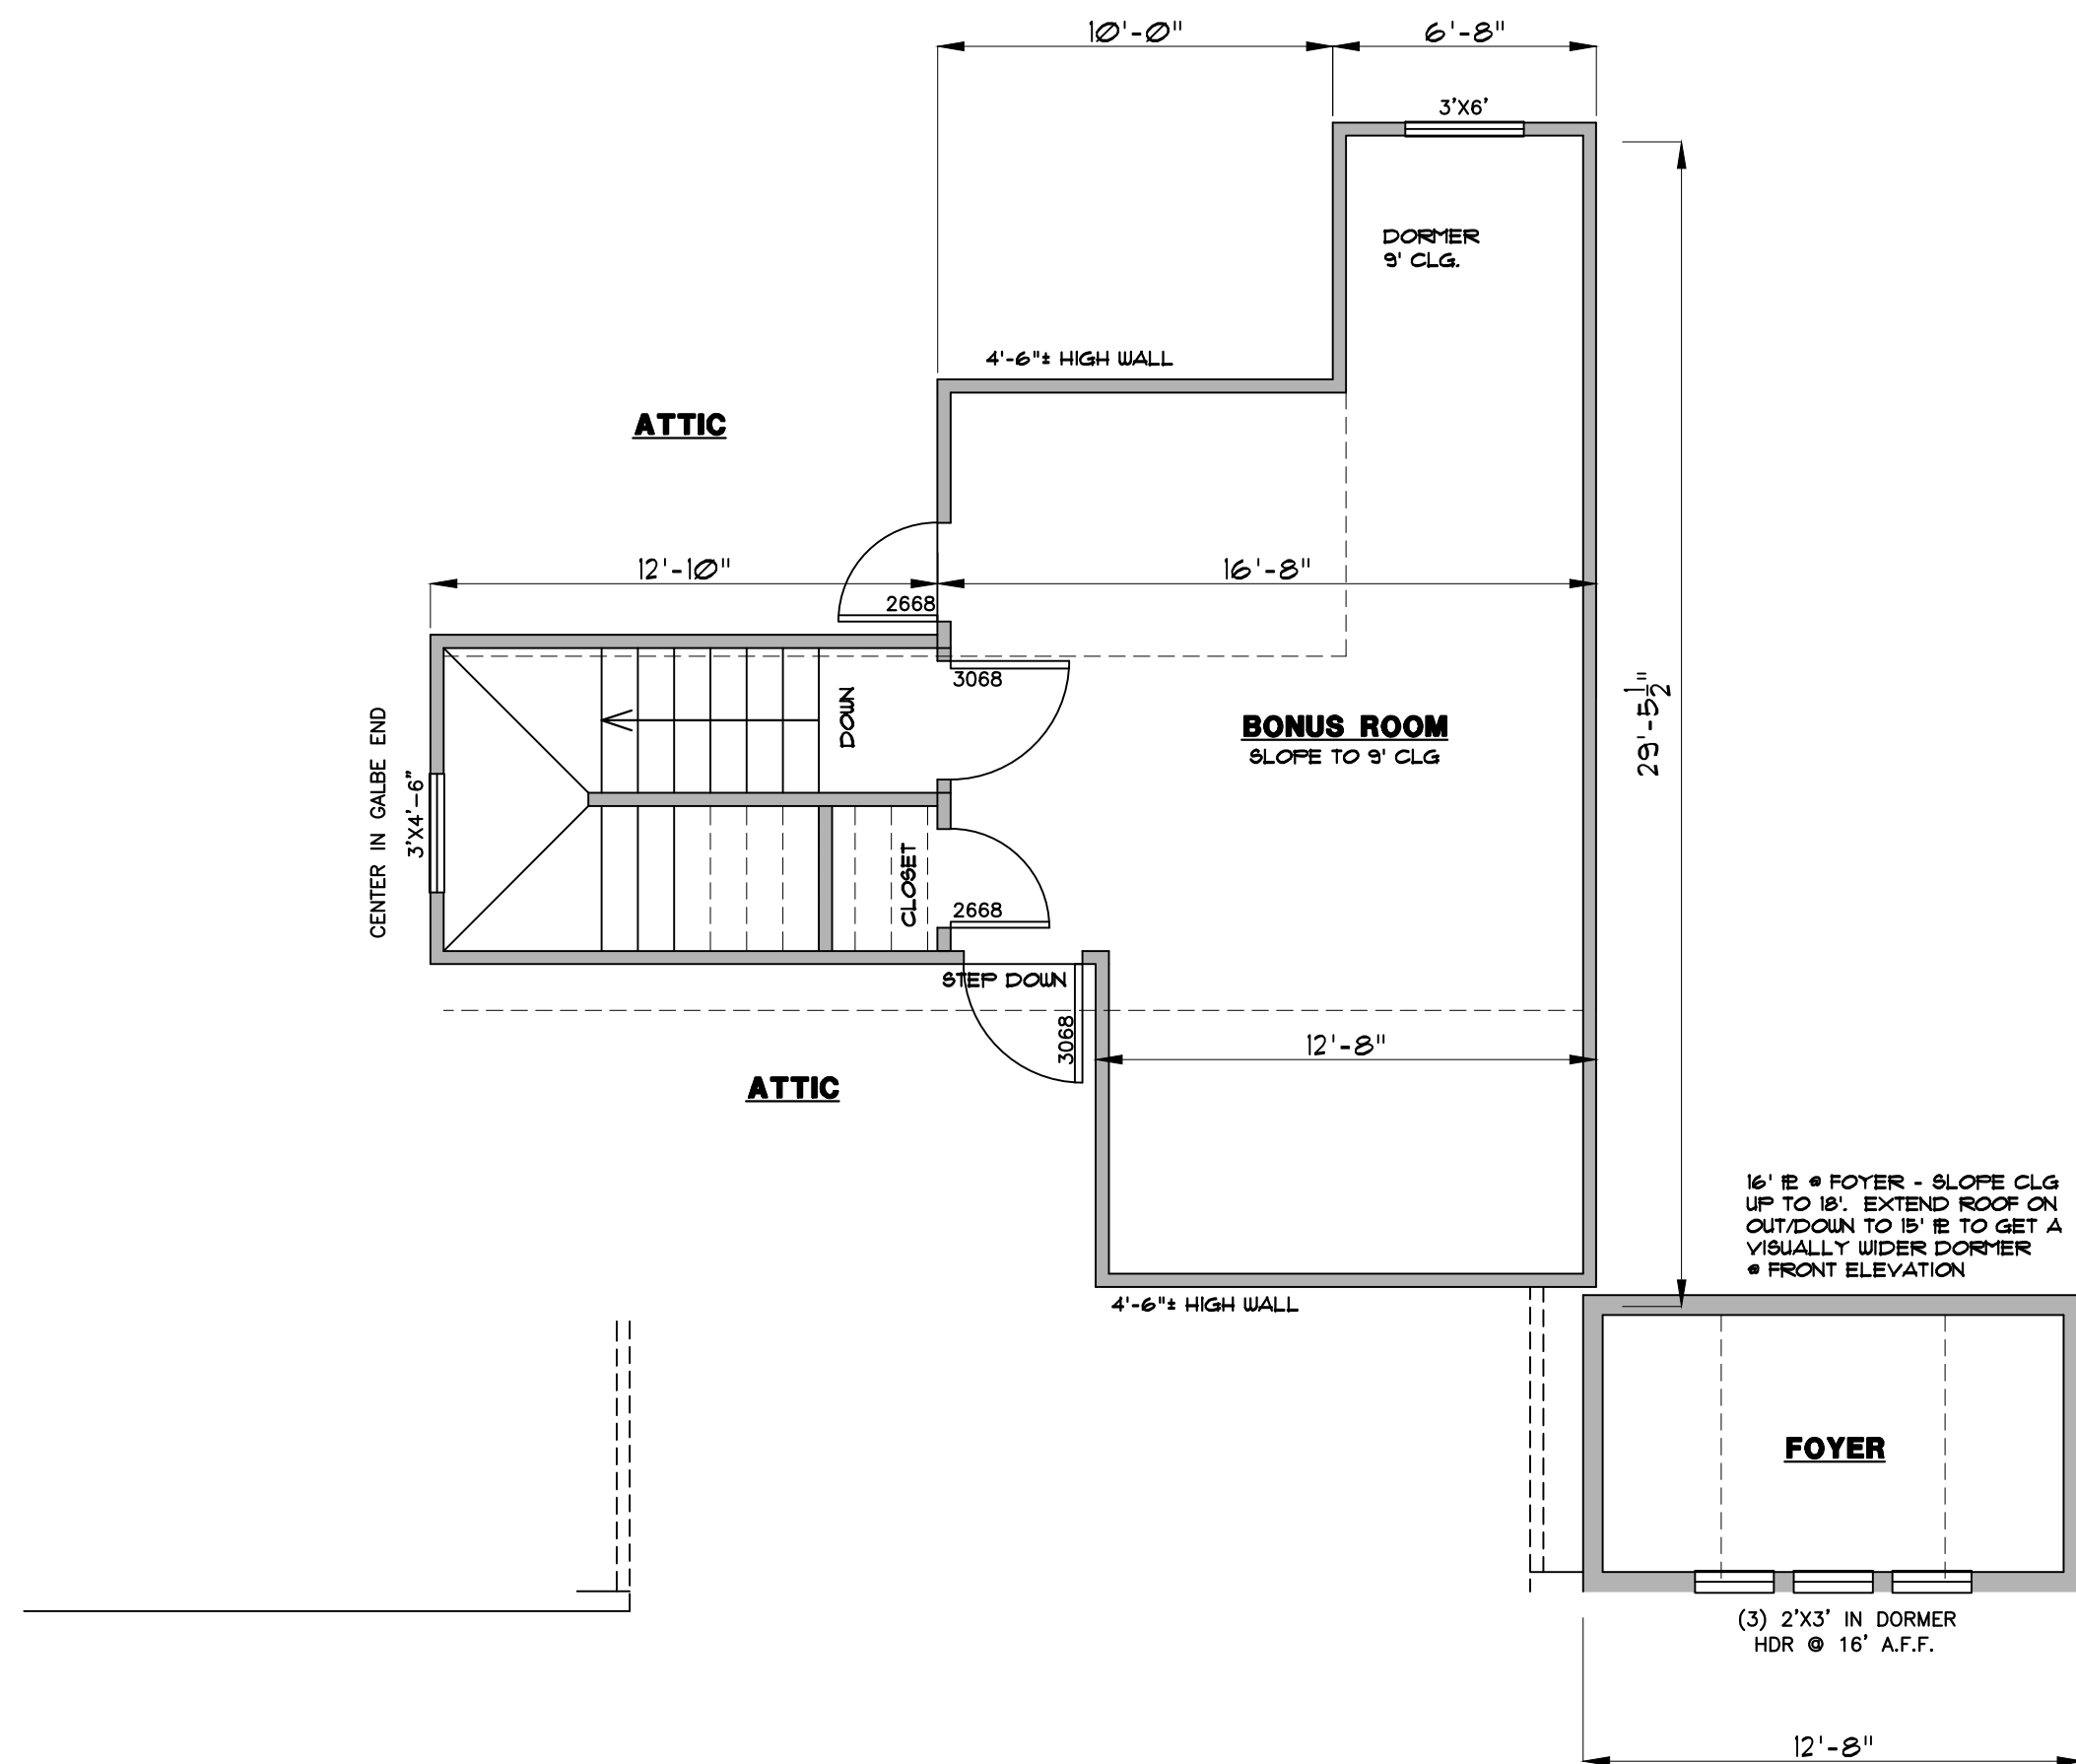 10'-0"
6'-8"
3'X6'
DORMER
9' CLG.
4'-6"± HIGH WALL
ATTIC
12'-10"
16'-8"
2668
3068
DOWN
BONUS ROOM
SLOPE TO 9' CLG
29'-5 1/2"
CENTER IN GALBE END
3'X4'-6"
CLOSET
2668
STEP DOWN
3068
12'-8"
ATTIC
16' PL @ FOYER - SLOPE CLG
UP TO 18'. EXTEND ROOF ON
OUT/DOWN TO 15' PL TO GET A
VISUALLY WIDER DORMER
@ FRONT ELEVATION
4'-6"± HIGH WALL
FOYER
(3) 2'X3' IN DORMER
HDR @ 16' A.F.F.
12'-8"